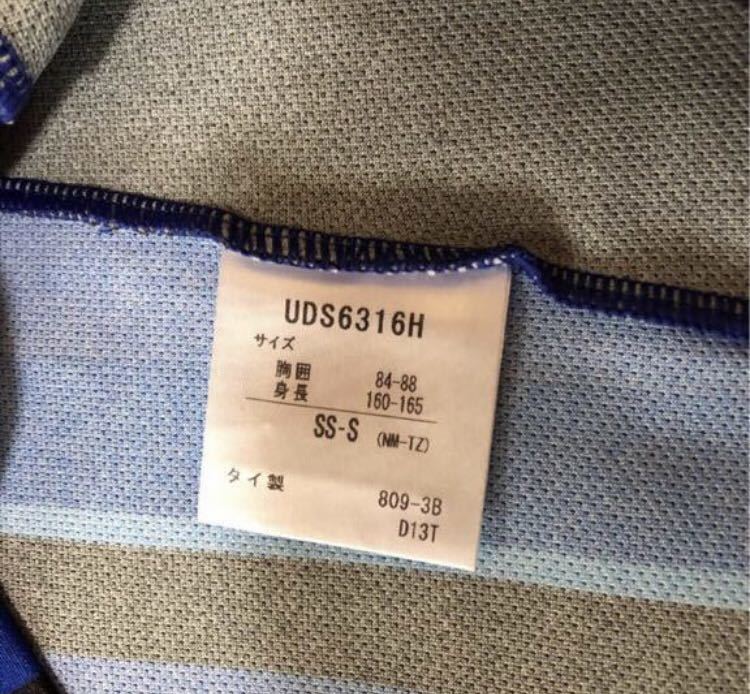 UDS6316H
サイズ
胸囲 84-88
身長 160-165
SS-S (NM-TZ)
タイ製
809-3B
D13T